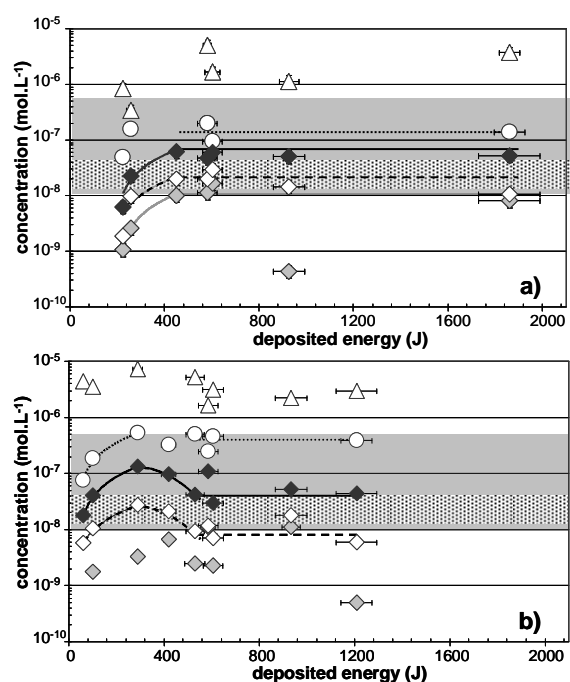 concentration (mol.L⁻¹)
10⁻⁵
10⁻⁶
10⁻⁷
10⁻⁸
10⁻⁹
10⁻¹⁰
a)
0 400 800 1200 1600 2000
deposited energy (J)
concentration (mol.L⁻¹)
10⁻⁵
10⁻⁶
10⁻⁷
10⁻⁸
10⁻⁹
10⁻¹⁰
b)
0 400 800 1200 1600 2000
deposited energy (J)